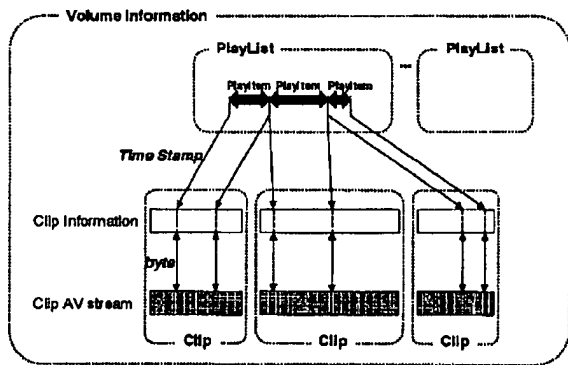 Volume Information
PlayList
PlayList
...
PlayItem PlayItem PlayItem
Time Stamp
Clip Information
byte
Clip AV stream
Clip
Clip
Clip